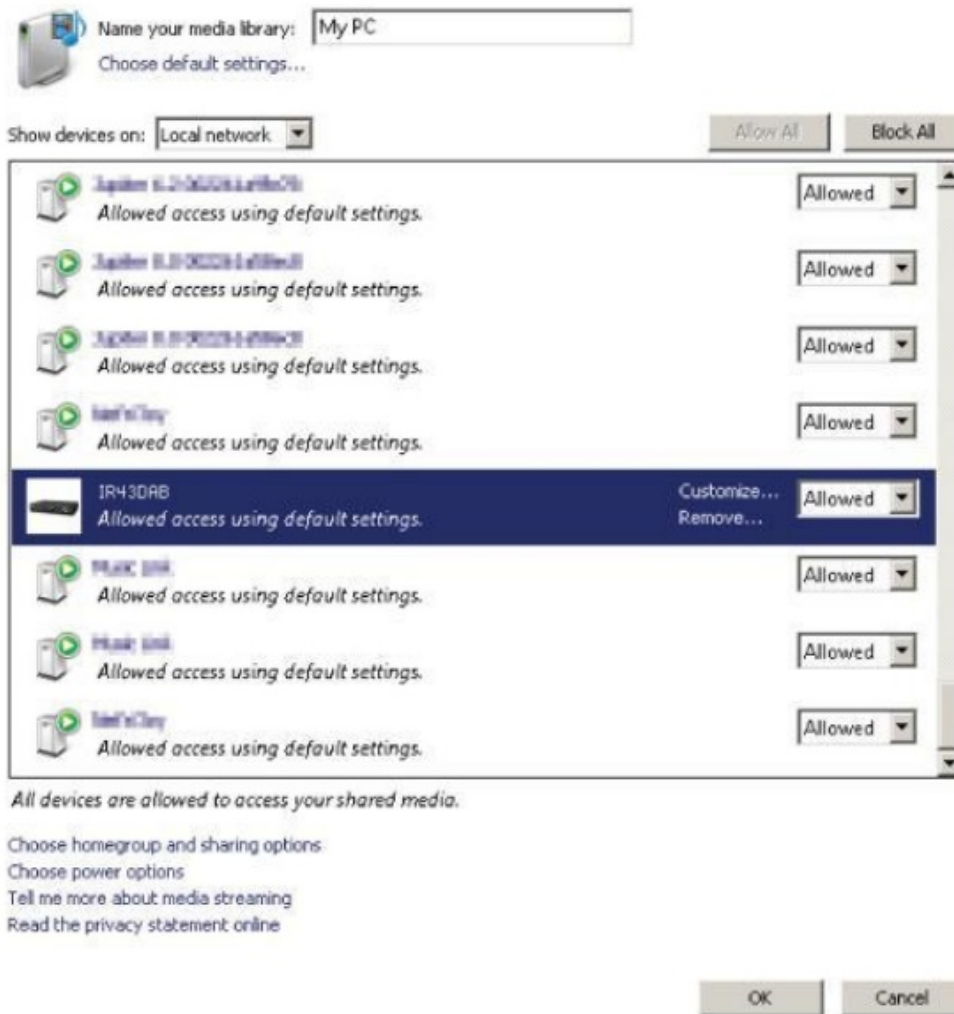 Name your media library: My PC
Choose default settings...
Show devices on: Local network
Allow All
Block All
Allowed access using default settings.
Allowed
Allowed access using default settings.
Allowed
Allowed access using default settings.
Allowed
Allowed access using default settings.
Allowed
IR43DAB
Allowed access using default settings.
Customize...
Remove...
Allowed
Allowed access using default settings.
Allowed
Allowed access using default settings.
Allowed
Allowed access using default settings.
Allowed
All devices are allowed to access your shared media.
Choose homegroup and sharing options
Choose power options
Tell me more about media streaming
Read the privacy statement online
OK
Cancel